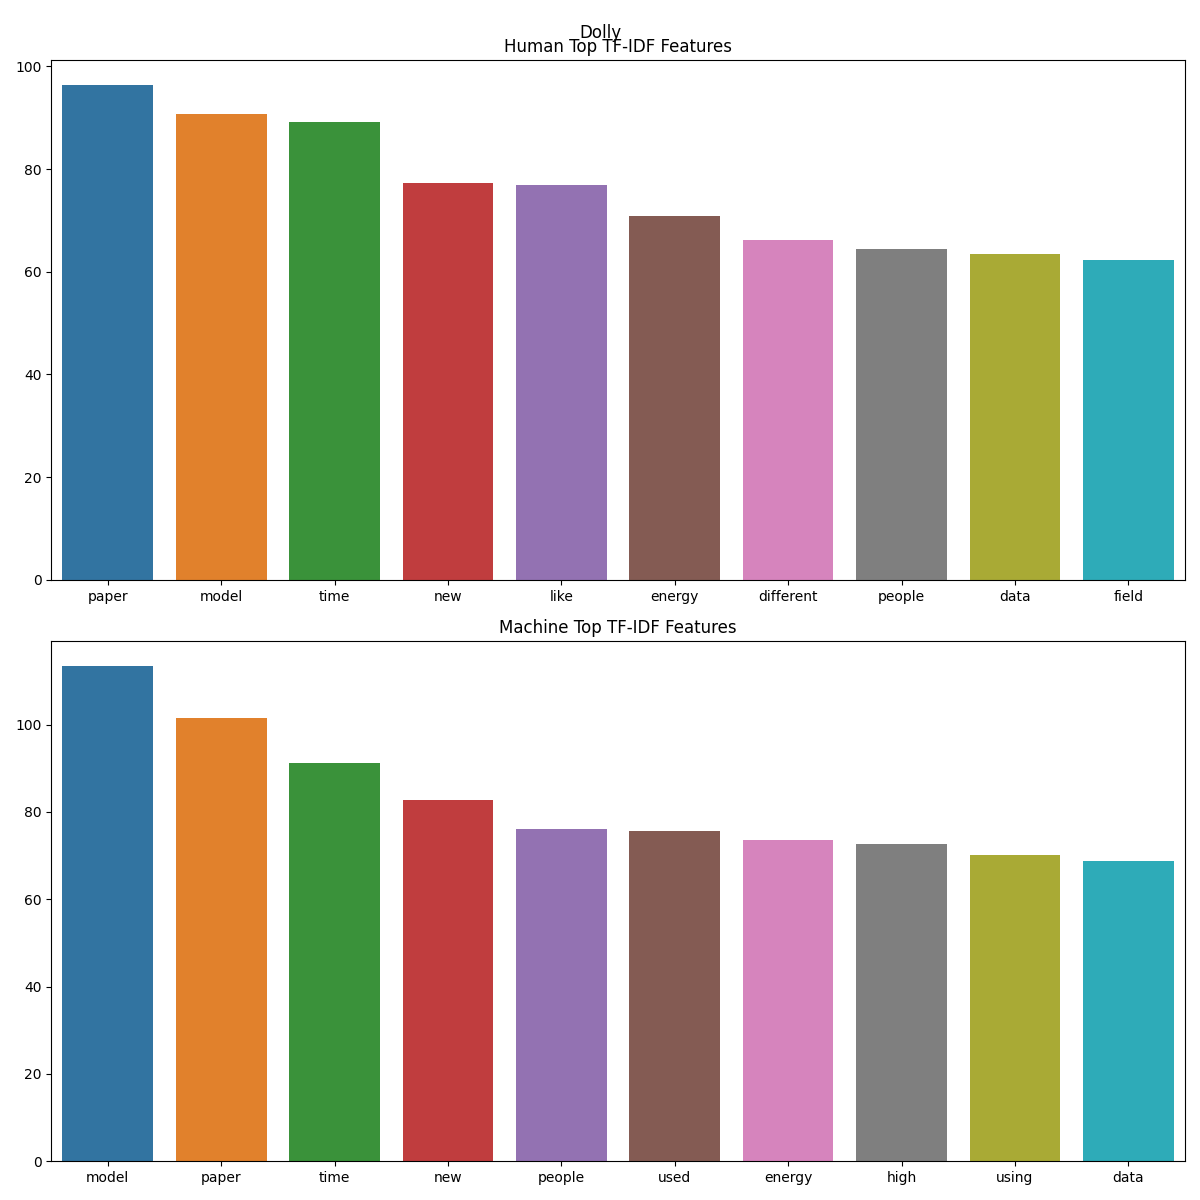 Dolly
Human Top TF-IDF Features
100
80
60
40
20
0
paper model time new like energy different people data field
Machine Top TF-IDF Features
100
80
60
40
20
0
model paper time new people used energy high using data